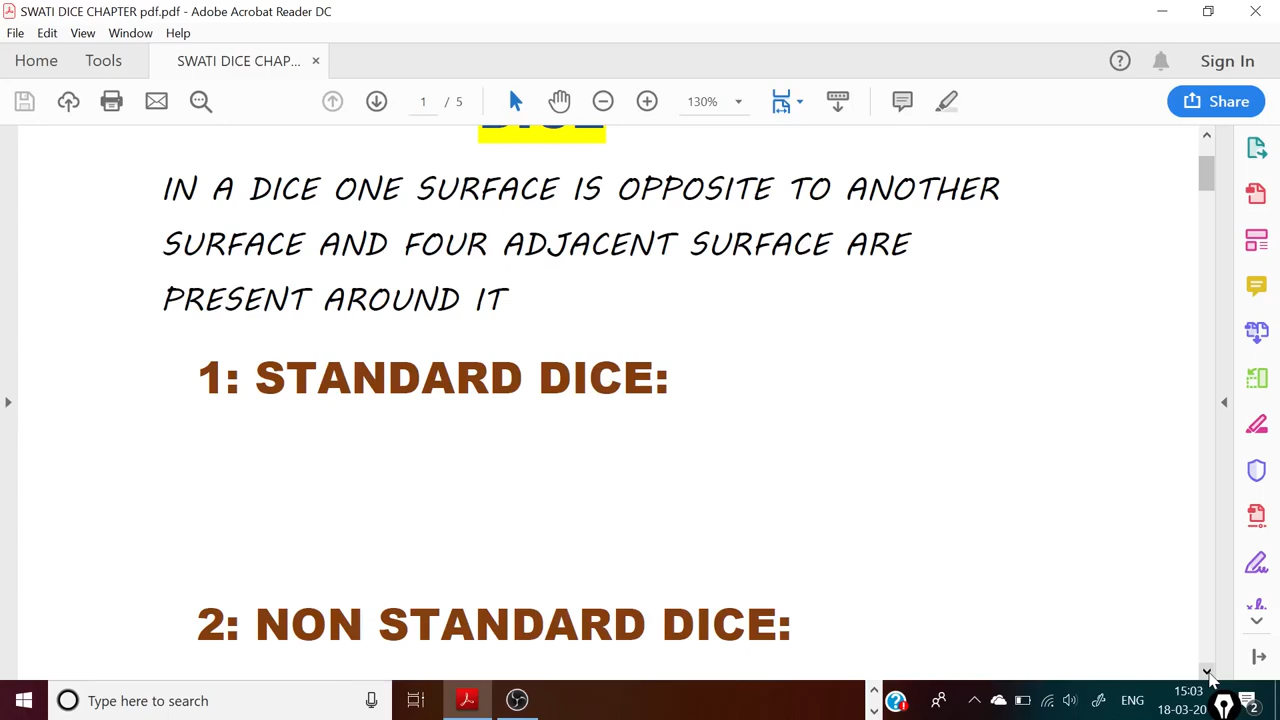 SWATI DICE CHAPTER pdf.pdf - Adobe Acrobat Reader DC
File Edit View Window Help
Home Tools SWATI DICE CHAP... × Sign In
1 / 5 130% Share
DICE
IN A DICE ONE SURFACE IS OPPOSITE TO ANOTHER
SURFACE AND FOUR ADJACENT SURFACE ARE
PRESENT AROUND IT
1: STANDARD DICE:
2: NON STANDARD DICE:
Type here to search
ENG
15:03
18-03-20
2